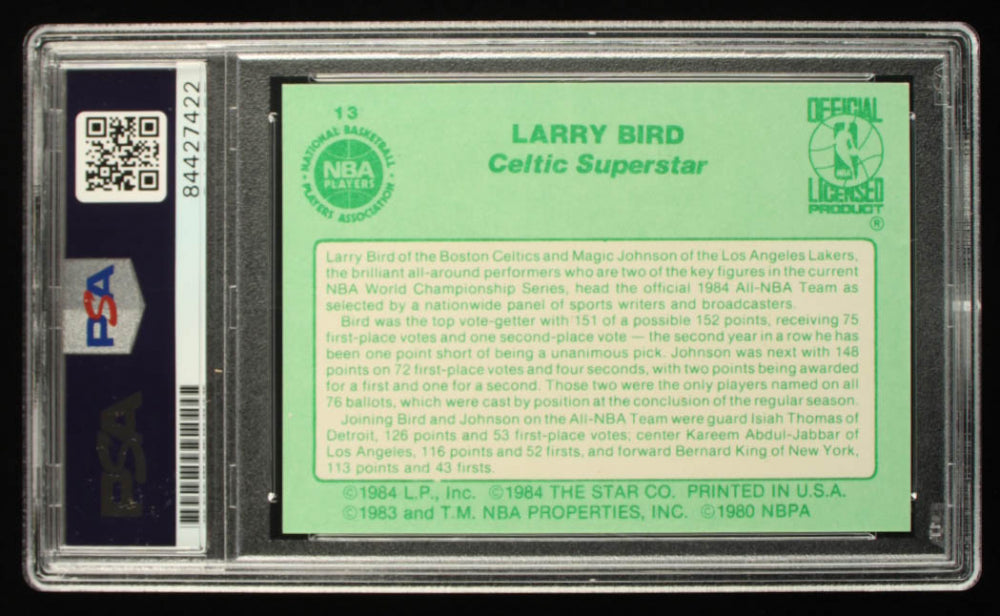 84427422
PSA
PSA
13
NATIONAL BASKETBALL
NBA
PLAYERS
PLAYERS ASSOCIATION
LARRY BIRD
Celtic Superstar
OFFICIAL
NBA
LICENSED
PRODUCT
®
Larry Bird of the Boston Celtics and Magic Johnson of the Los Angeles Lakers,
the brilliant all-around performers who are two of the key figures in the current
NBA World Championship Series, head the official 1984 All-NBA Team as
selected by a nationwide panel of sports writers and broadcasters.
Bird was the top vote-getter with 151 of a possible 152 points, receiving 75
first-place votes and one second-place vote — the second year in a row he has
been one point short of being a unanimous pick. Johnson was next with 148
points on 72 first-place votes and four seconds, with two points being awarded
for a first and one for a second. Those two were the only players named on all
76 ballots, which were cast by position at the conclusion of the regular season.
Joining Bird and Johnson on the All-NBA Team were guard Isiah Thomas of
Detroit, 126 points and 53 first-place votes; center Kareem Abdul-Jabbar of
Los Angeles, 116 points and 52 firsts, and forward Bernard King of New York,
113 points and 43 firsts.
©1984 L.P., Inc. ©1984 THE STAR CO. PRINTED IN U.S.A.
©1983 and T.M. NBA PROPERTIES, INC. ©1980 NBPA